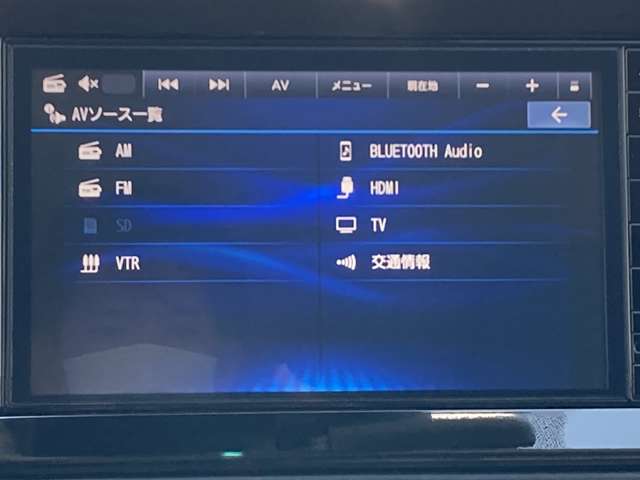 AV メニュー 現在地 − +
AVソース一覧
AM
FM
SD
VTR
BLUETOOTH Audio
HDMI
TV
交通情報